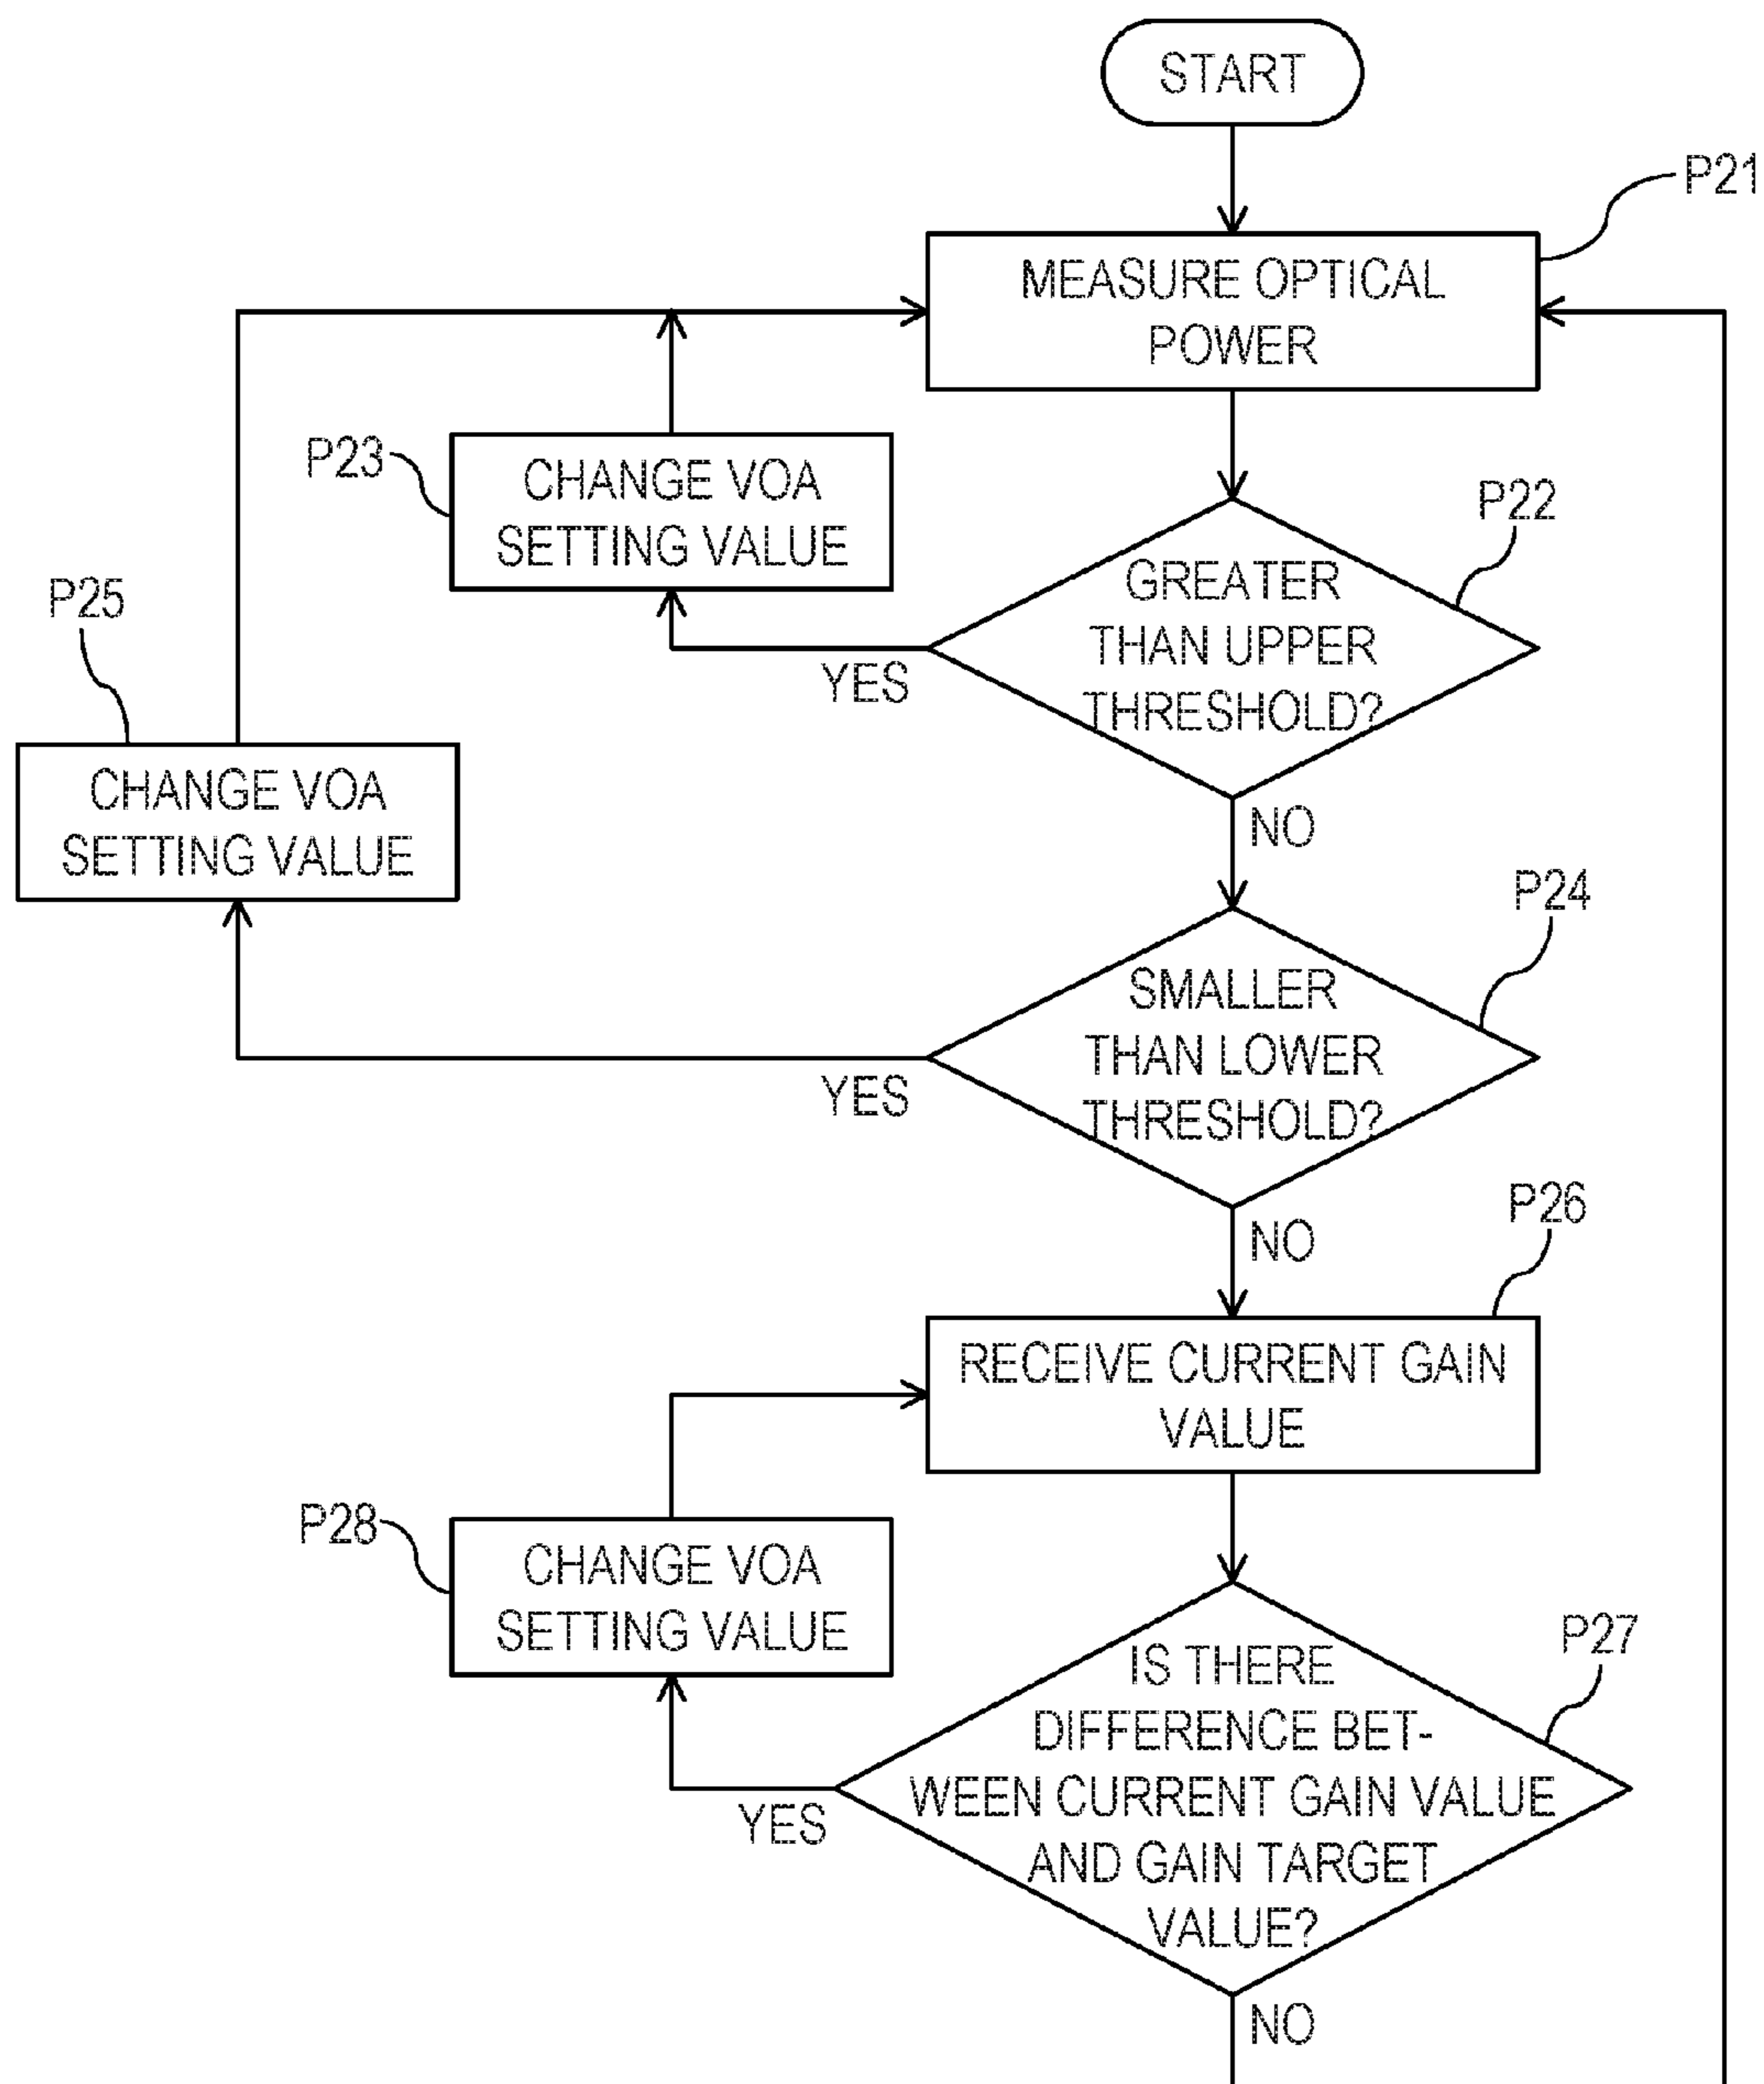 START
P21
MEASURE OPTICAL
POWER
P23
CHANGE VOA
SETTING VALUE
P22
GREATER
THAN UPPER
THRESHOLD?
YES
NO
P25
CHANGE VOA
SETTING VALUE
P24
SMALLER
THAN LOWER
THRESHOLD?
YES
NO
P26
RECEIVE CURRENT GAIN
VALUE
P28
CHANGE VOA
SETTING VALUE
P27
IS THERE
DIFFERENCE BET-
WEEN CURRENT GAIN VALUE
AND GAIN TARGET
VALUE?
YES
NO